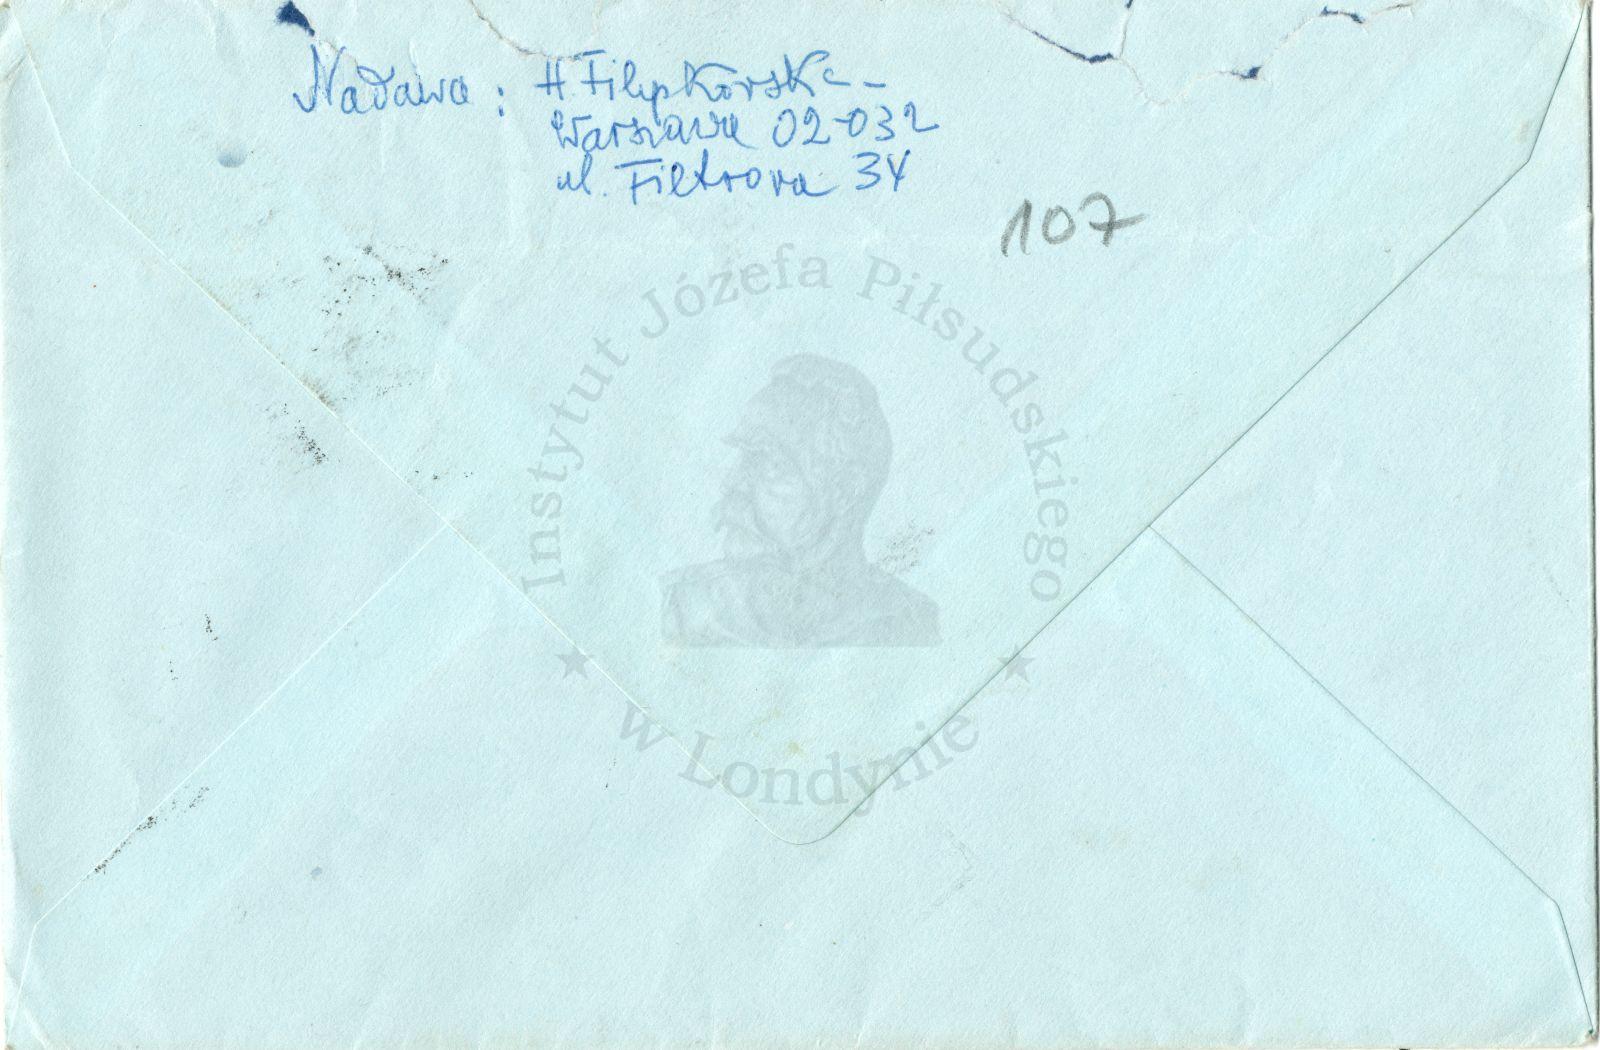 Nadawca: H. Filipkowska -
Warszawa 02-032
ul. Filtrowa 34
107
Instytut Józefa Piłsudskiego
w Londynie